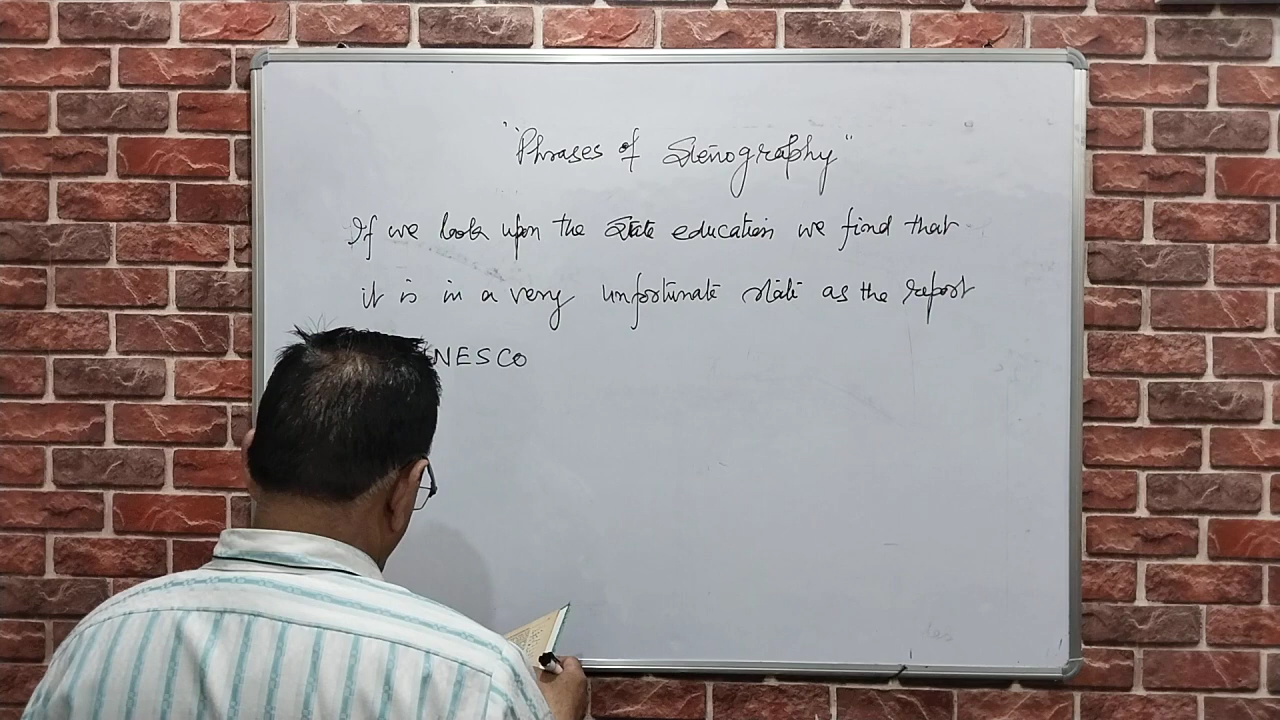 "Phrases of Stenography"
If we look upon the State education we find that
it is in a very unfortunate state as the report
NESCO